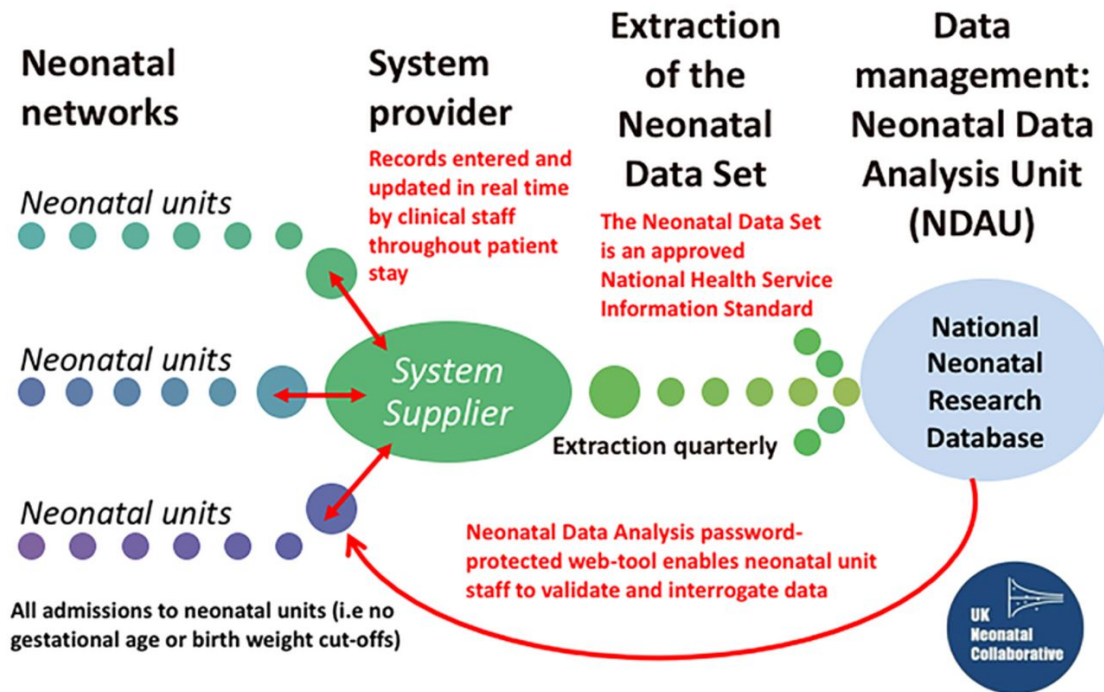 Neonatal
networks
System
provider
Extraction
of the
Neonatal
Data Set
Data
management:
Neonatal Data
Analysis Unit
(NDAU)
Records entered and
updated in real time
by clinical staff
throughout patient
stay
The Neonatal Data Set
is an approved
National Health Service
Information Standard
Neonatal units
Neonatal units
Neonatal units
System
Supplier
Extraction quarterly
National
Neonatal
Research
Database
Neonatal Data Analysis password-
protected web-tool enables neonatal unit
staff to validate and interrogate data
All admissions to neonatal units (i.e no
gestational age or birth weight cut-offs)
UK
Neonatal
Collaborative